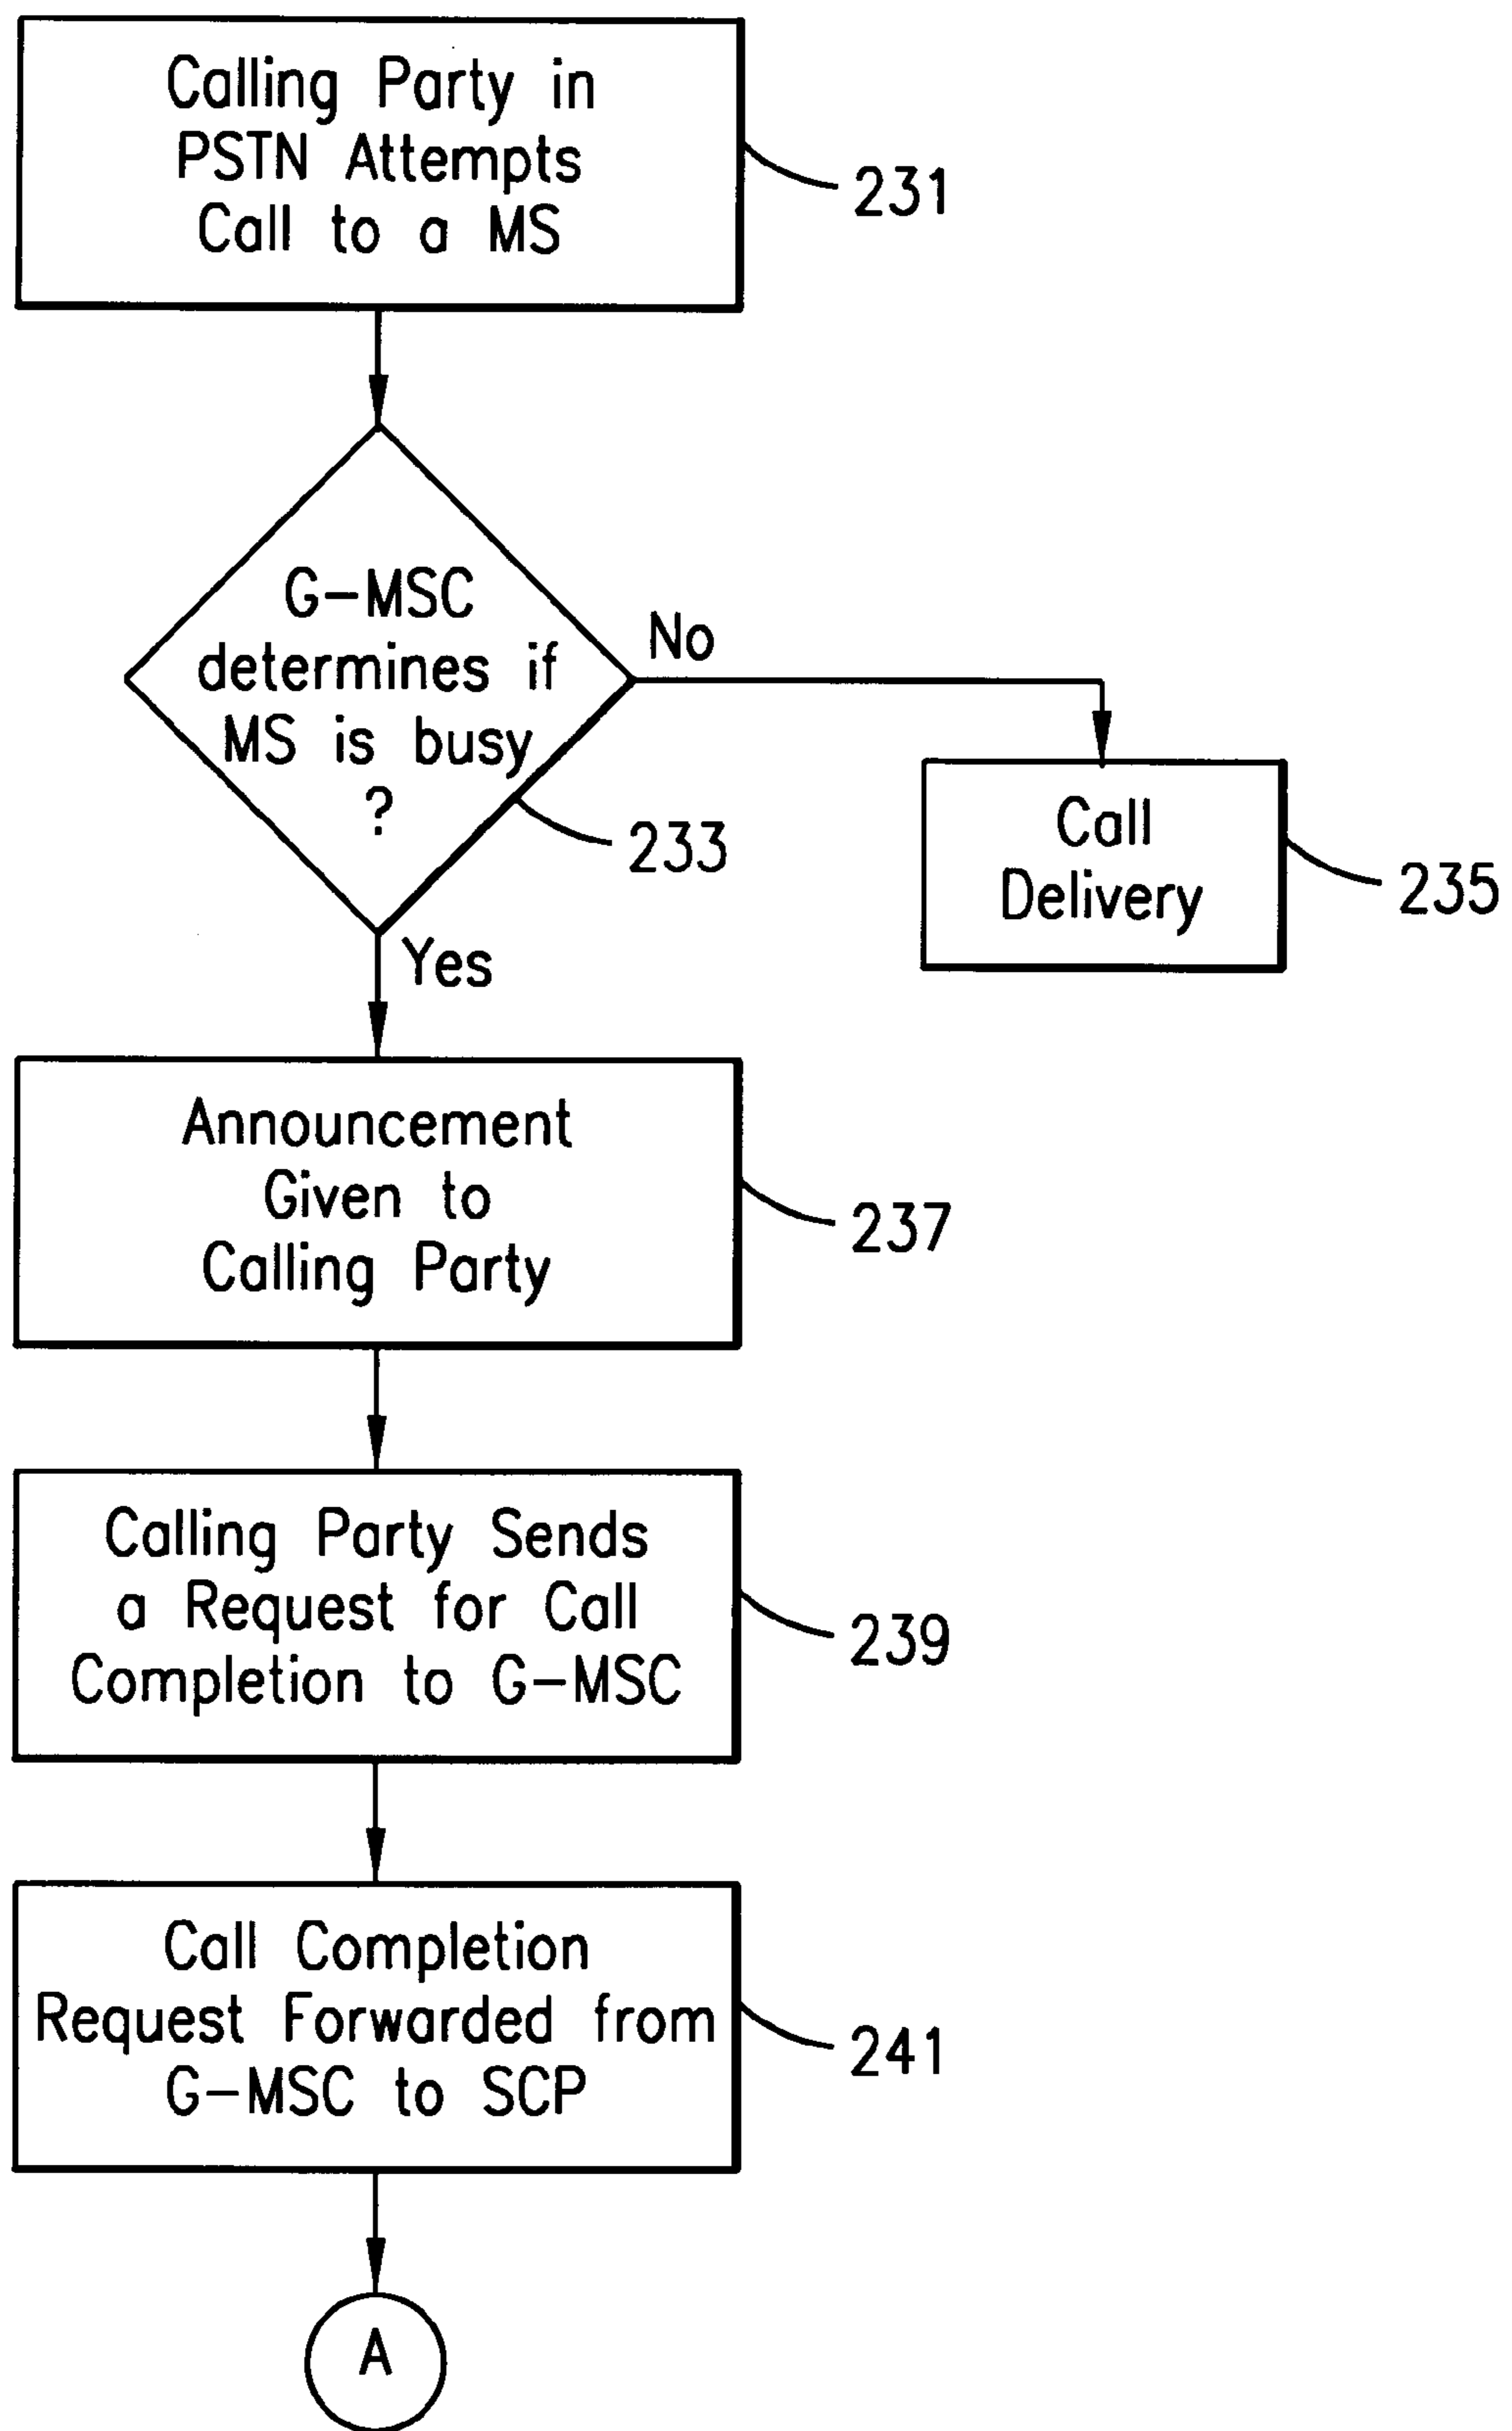 Calling Party in
PSTN Attempts
Call to a MS
231
G-MSC
determines if
MS is busy
?
No
233
Call
Delivery
235
Yes
Announcement
Given to
Calling Party
237
Calling Party Sends
a Request for Call
Completion to G-MSC
239
Call Completion
Request Forwarded from
G-MSC to SCP
241
A